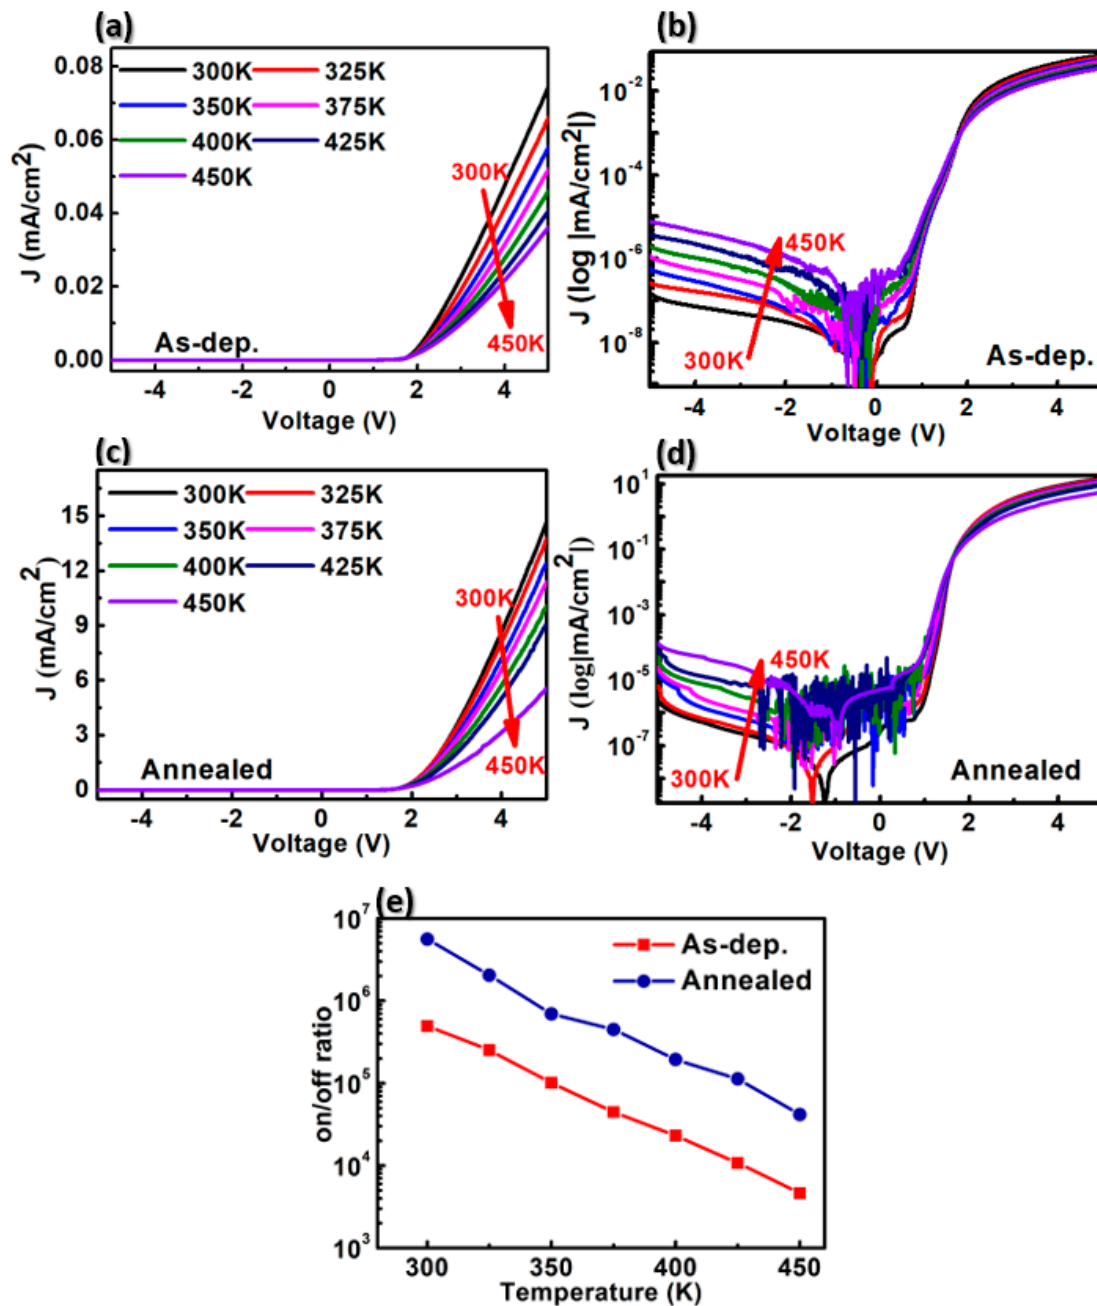 (a)
0.08
0.06
0.04
0.02
0.00
J (mA/cm2)
300K 325K
350K 375K
400K 425K
450K
300K
450K
As-dep.
-4 -2 0 2 4
Voltage (V)
(b)
10-2
10-4
10-6
10-8
J (log |mA/cm2|)
450K
300K
As-dep.
-4 -2 0 2 4
Voltage (V)
(c)
15
12
9
6
3
0
J (mA/cm2)
300K 325K
350K 375K
400K 425K
450K
300K
450K
Annealed
-4 -2 0 2 4
Voltage (V)
(d)
101
10-1
10-3
10-5
10-7
J (log|mA/cm2|)
450K
300K
Annealed
-4 -2 0 2 4
Voltage (V)
(e)
107
106
105
104
103
on/off ratio
As-dep.
Annealed
300 350 400 450
Temperature (K)